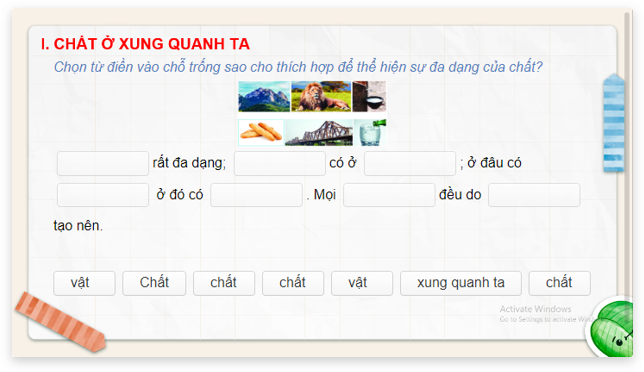 I. CHẤT Ở XUNG QUANH TA
Chọn từ điền vào chỗ trống sao cho thích hợp để thể hiện sự đa dạng của chất?
rất đa dạng; có ở ; ở đâu có
ở đó có . Mọi đều do
tạo nên.
vật Chất chất chất vật xung quanh ta chất
Activate Windows
Go to Settings to activate Win